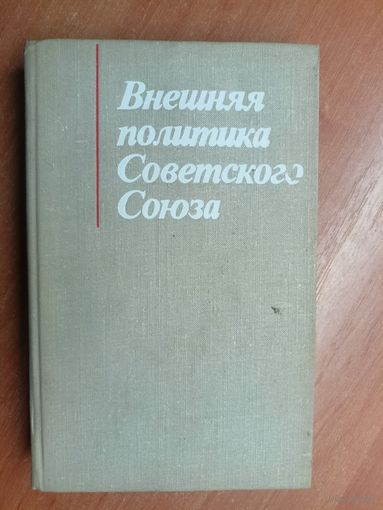 Внешняя
политика
Советского
Союза